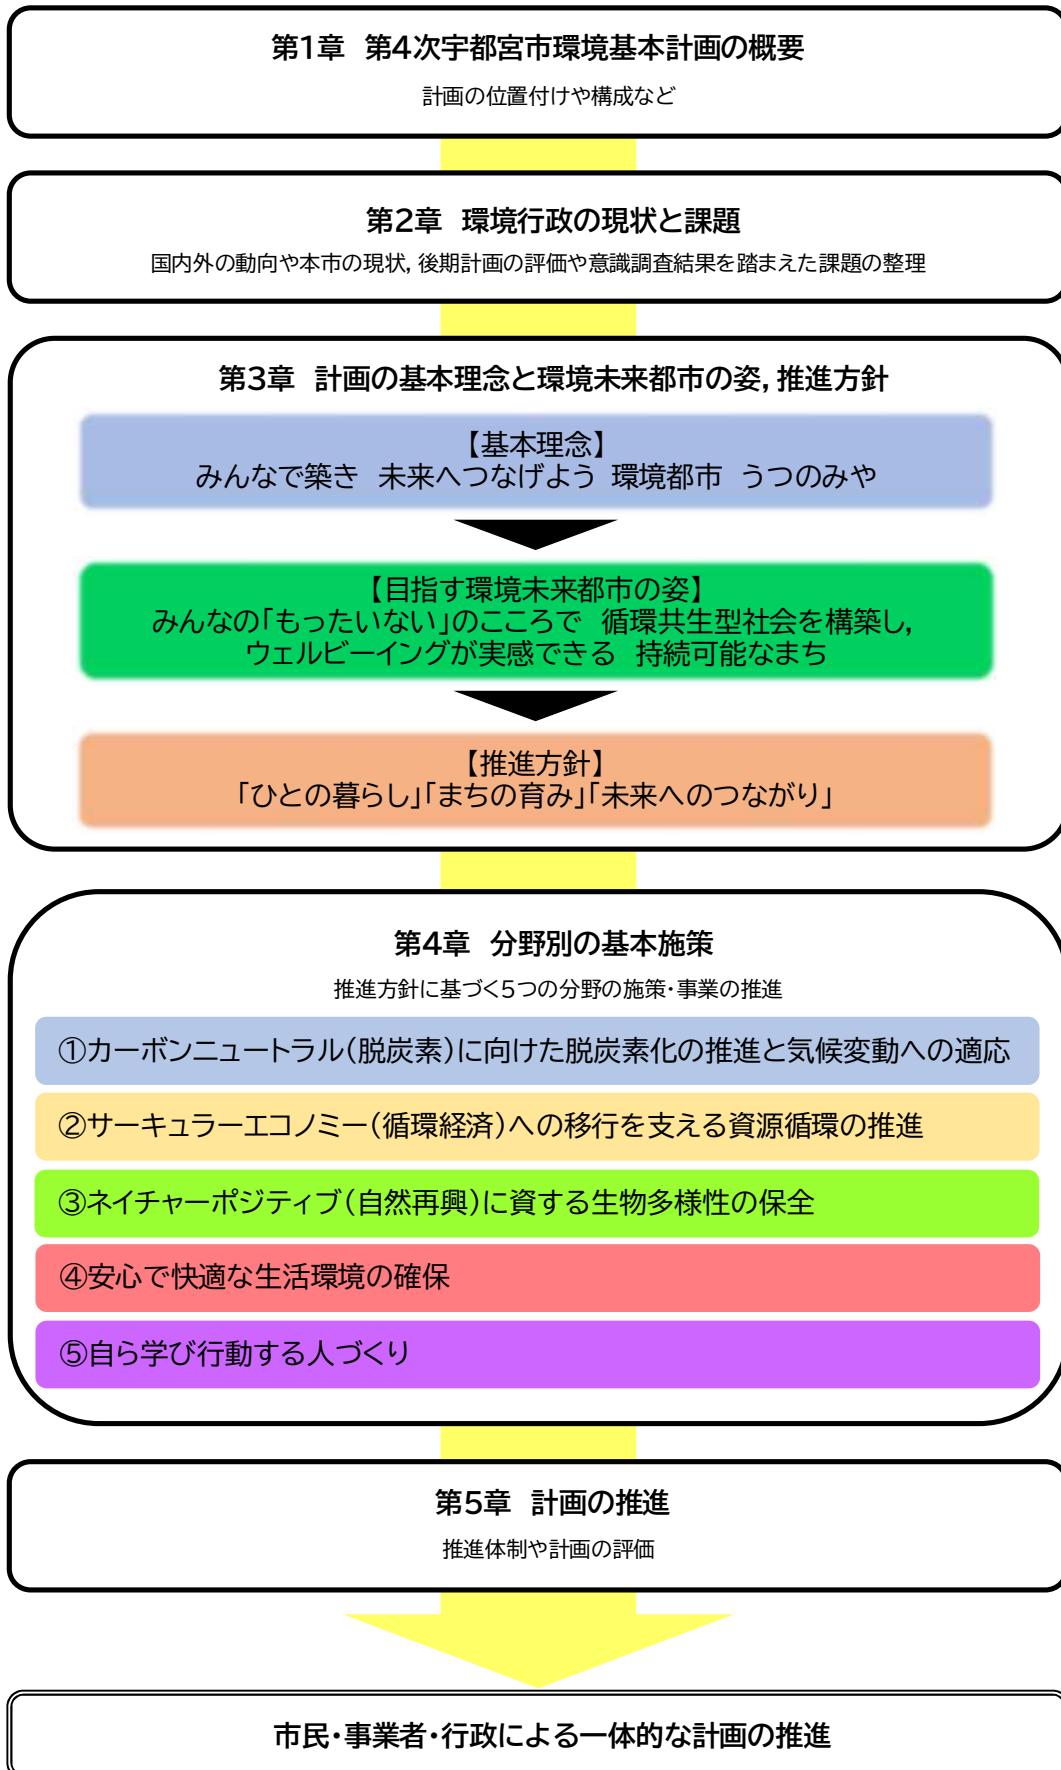 第1章 第4次宇都宮市環境基本計画の概要
計画の位置付けや構成など
第2章 環境行政の現状と課題
国内外の動向や本市の現状，後期計画の評価や意識調査結果を踏まえた課題の整理
第3章 計画の基本理念と環境未来都市の姿，推進方針
【基本理念】
みんなで築き 未来へつなげよう 環境都市 うつのみや
【目指す環境未来都市の姿】
みんなの「もったいない」のこころで 循環共生型社会を構築し，
ウェルビーイングが実感できる 持続可能なまち
【推進方針】
「ひとの暮らし」「まちの育み」「未来へのつながり」
第4章 分野別の基本施策
推進方針に基づく5つの分野の施策・事業の推進
①カーボンニュートラル（脱炭素）に向けた脱炭素化の推進と気候変動への適応
②サーキュラーエコノミー（循環経済）への移行を支える資源循環の推進
③ネイチャーポジティブ（自然再興）に資する生物多様性の保全
④安心で快適な生活環境の確保
⑤自ら学び行動する人づくり
第5章 計画の推進
推進体制や計画の評価
市民・事業者・行政による一体的な計画の推進